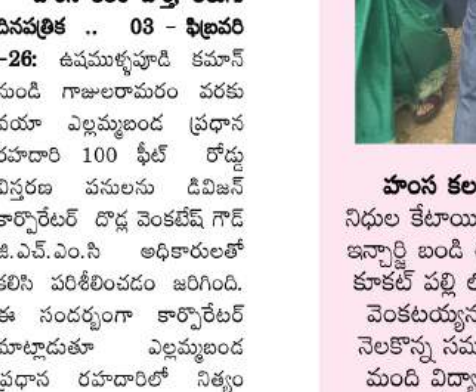 దినపత్రిక .. 03 - ఫిబ్రవరి
-26: ఉషముళ్ళపూడి కమాన్
నుండి గాజులరామరం వరకు
వయా ఎల్లమ్మబండ ప్రధాన
రహదారి 100 ఫీట్ రోడ్డు
విస్తరణ పనులను డివిజన్
కార్పొరేటర్ దొడ్ల వెంకటేష్ గౌడ్
జి.ఎచ్.ఎం.సి అధికారులతో
కలిసి పరిశీలించడం జరిగింది.
ఈ సందర్భంగా కార్పొరేటర్
మాట్లాడుతూ ఎల్లమ్మబండ
ప్రధాన రహదారిలో నిత్యం
హంస కల
నిధుల కేటాయి
ఇన్చార్జి బండి
కూకట్ పల్లి
వెంకటయ్యన
నెలకొన్న సమ
మంది విద్యా